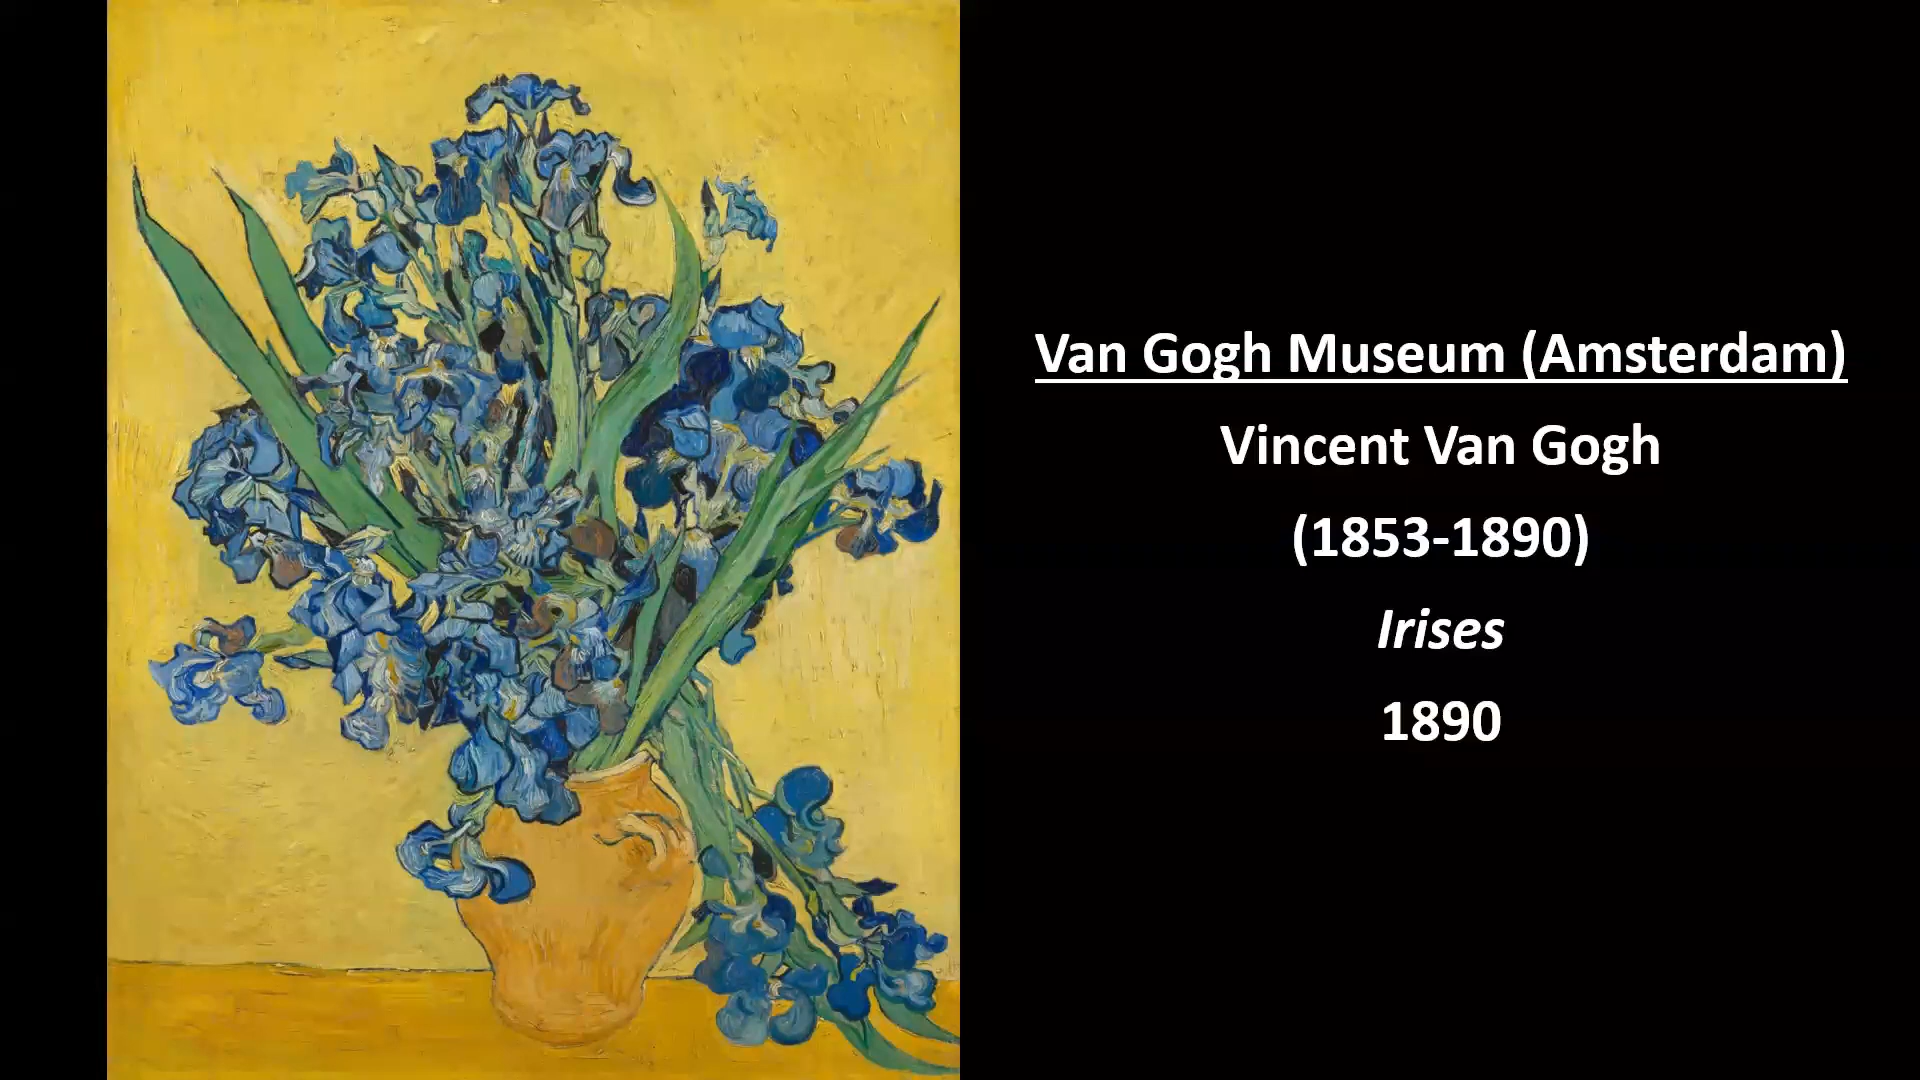 Van Gogh Museum (Amsterdam)
Vincent Van Gogh
(1853-1890)
Irises
1890